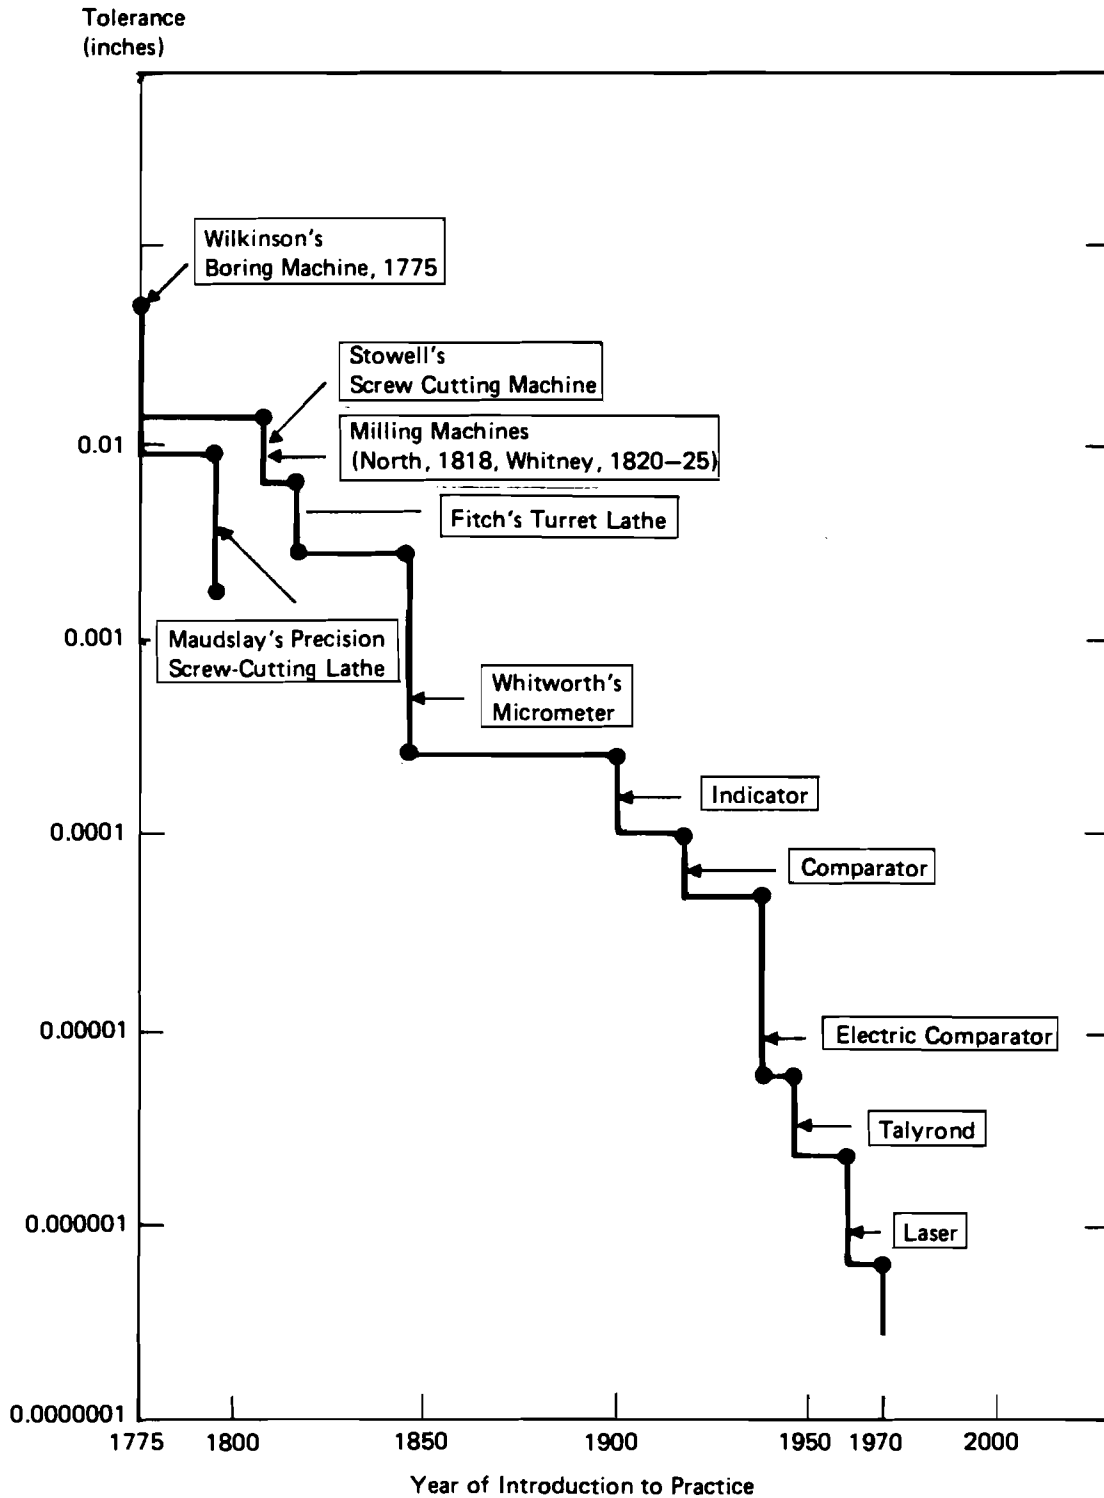 Tolerance
(inches)
Wilkinson's
Boring Machine, 1775
Stowell's
Screw Cutting Machine
Milling Machines
(North, 1818, Whitney, 1820–25)
0.01
Fitch's Turret Lathe
0.001
Maudslay's Precision
Screw-Cutting Lathe
Whitworth's
Micrometer
Indicator
0.0001
Comparator
0.00001
Electric Comparator
Talyrond
0.000001
Laser
0.0000001
1775 1800 1850 1900 1950 1970 2000
Year of Introduction to Practice